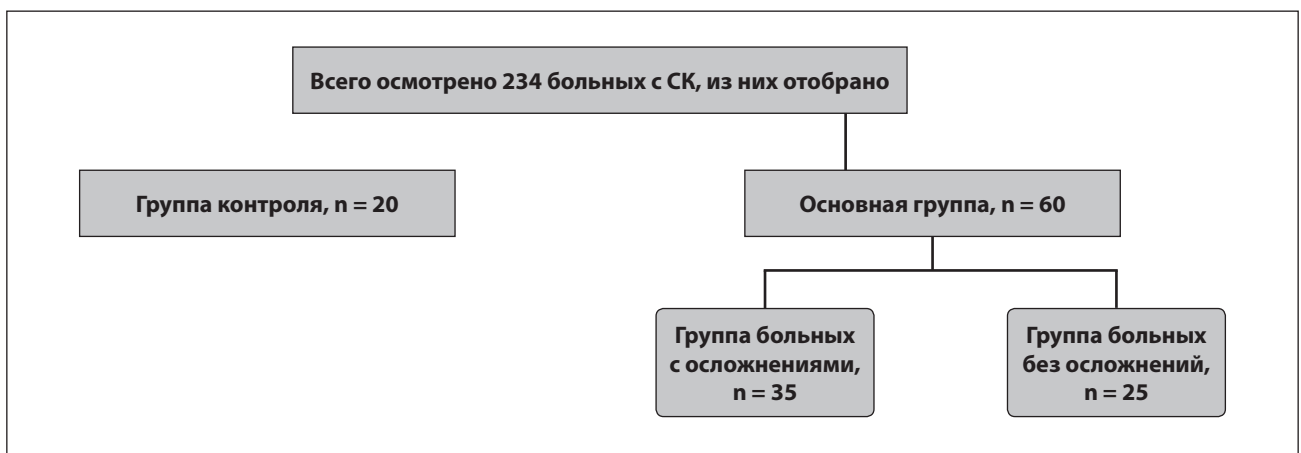 Всего осмотрено 234 больных с СК, из них отобрано
Группа контроля, n = 20
Основная группа, n = 60
Группа больных
с осложнениями,
n = 35
Группа больных
без осложнений,
n = 25